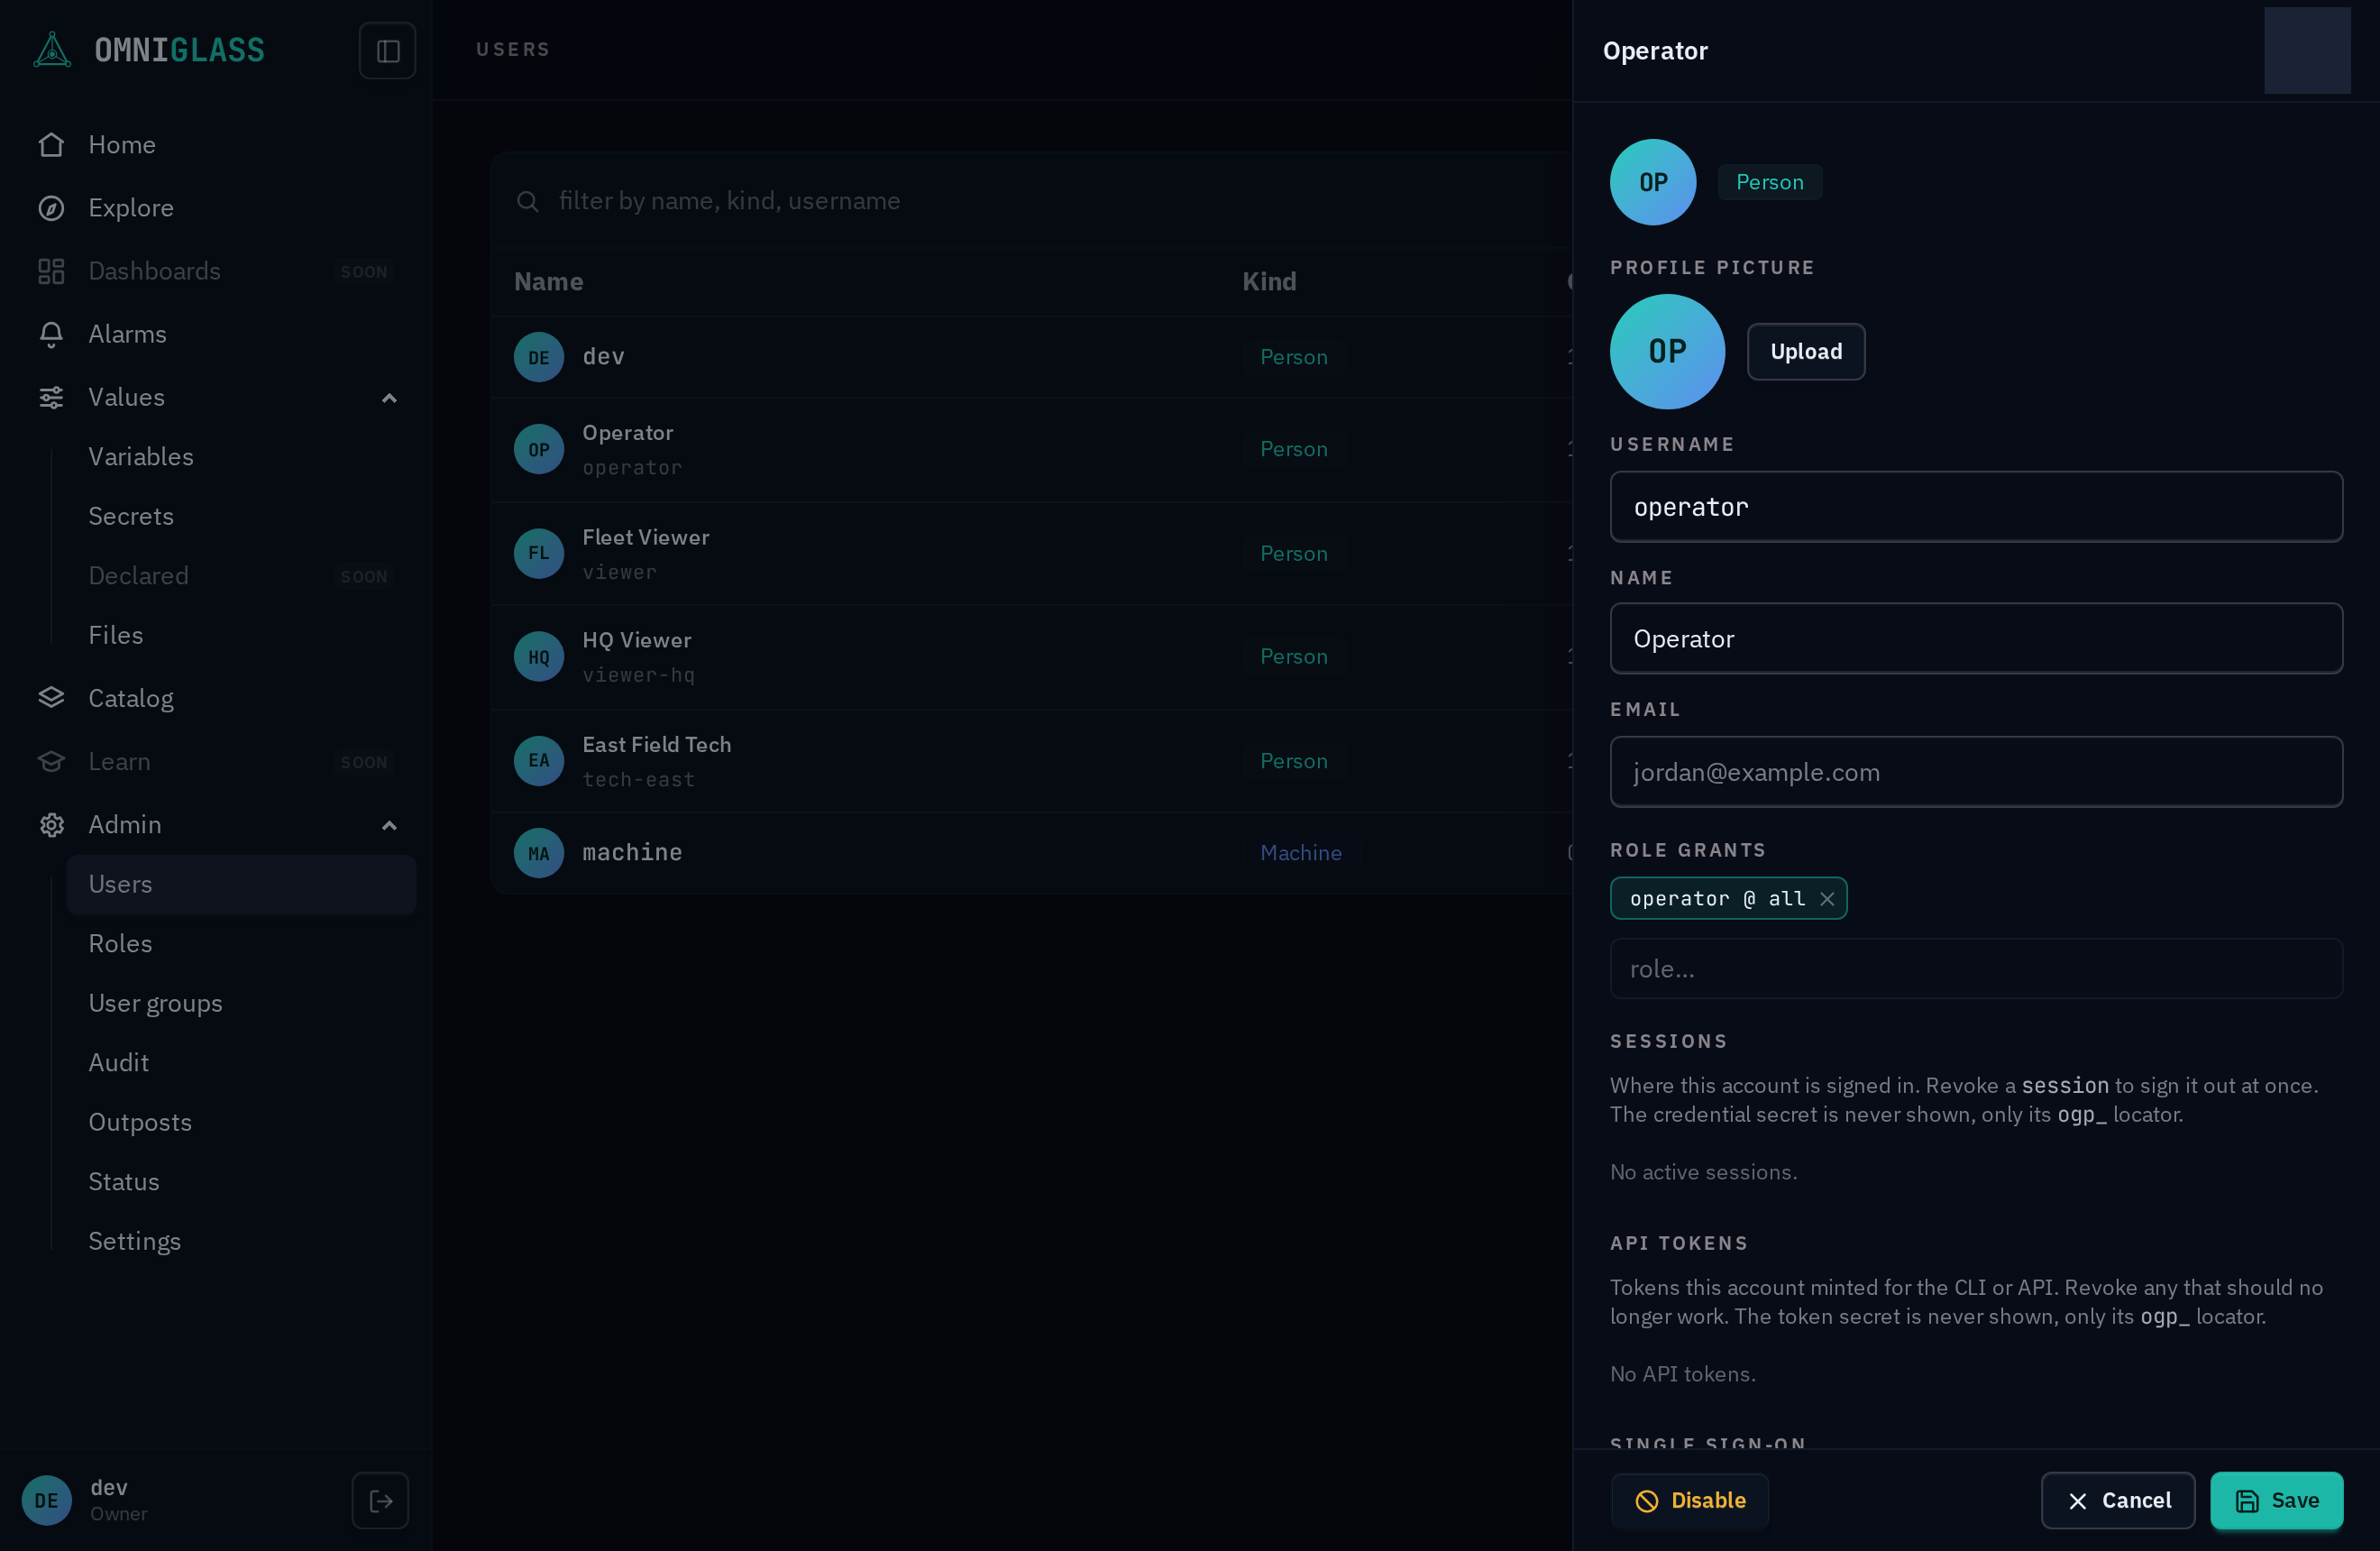 OMNIGLASS
Home
Explore
Dashboards SOON
Alarms
Values
Variables
Secrets
Declared SOON
Files
Catalog
Learn SOON
Admin
Users
Roles
User groups
Audit
Outposts
Status
Settings
DE dev
Owner
USERS
filter by name, kind, username
Name Kind
DE dev Person
OP Operator Person
operator
FL Fleet Viewer Person
viewer
HQ HQ Viewer Person
viewer-hq
EA East Field Tech Person
tech-east
MA machine Machine
Operator
OP Person
PROFILE PICTURE
OP Upload
USERNAME
operator
NAME
Operator
EMAIL
jordan@example.com
ROLE GRANTS
operator @ all
role...
SESSIONS
Where this account is signed in. Revoke a session to sign it out at once.
The credential secret is never shown, only its ogp_ locator.
No active sessions.
API TOKENS
Tokens this account minted for the CLI or API. Revoke any that should no
longer work. The token secret is never shown, only its ogp_ locator.
No API tokens.
SINGLE SIGN-ON
Disable Cancel Save